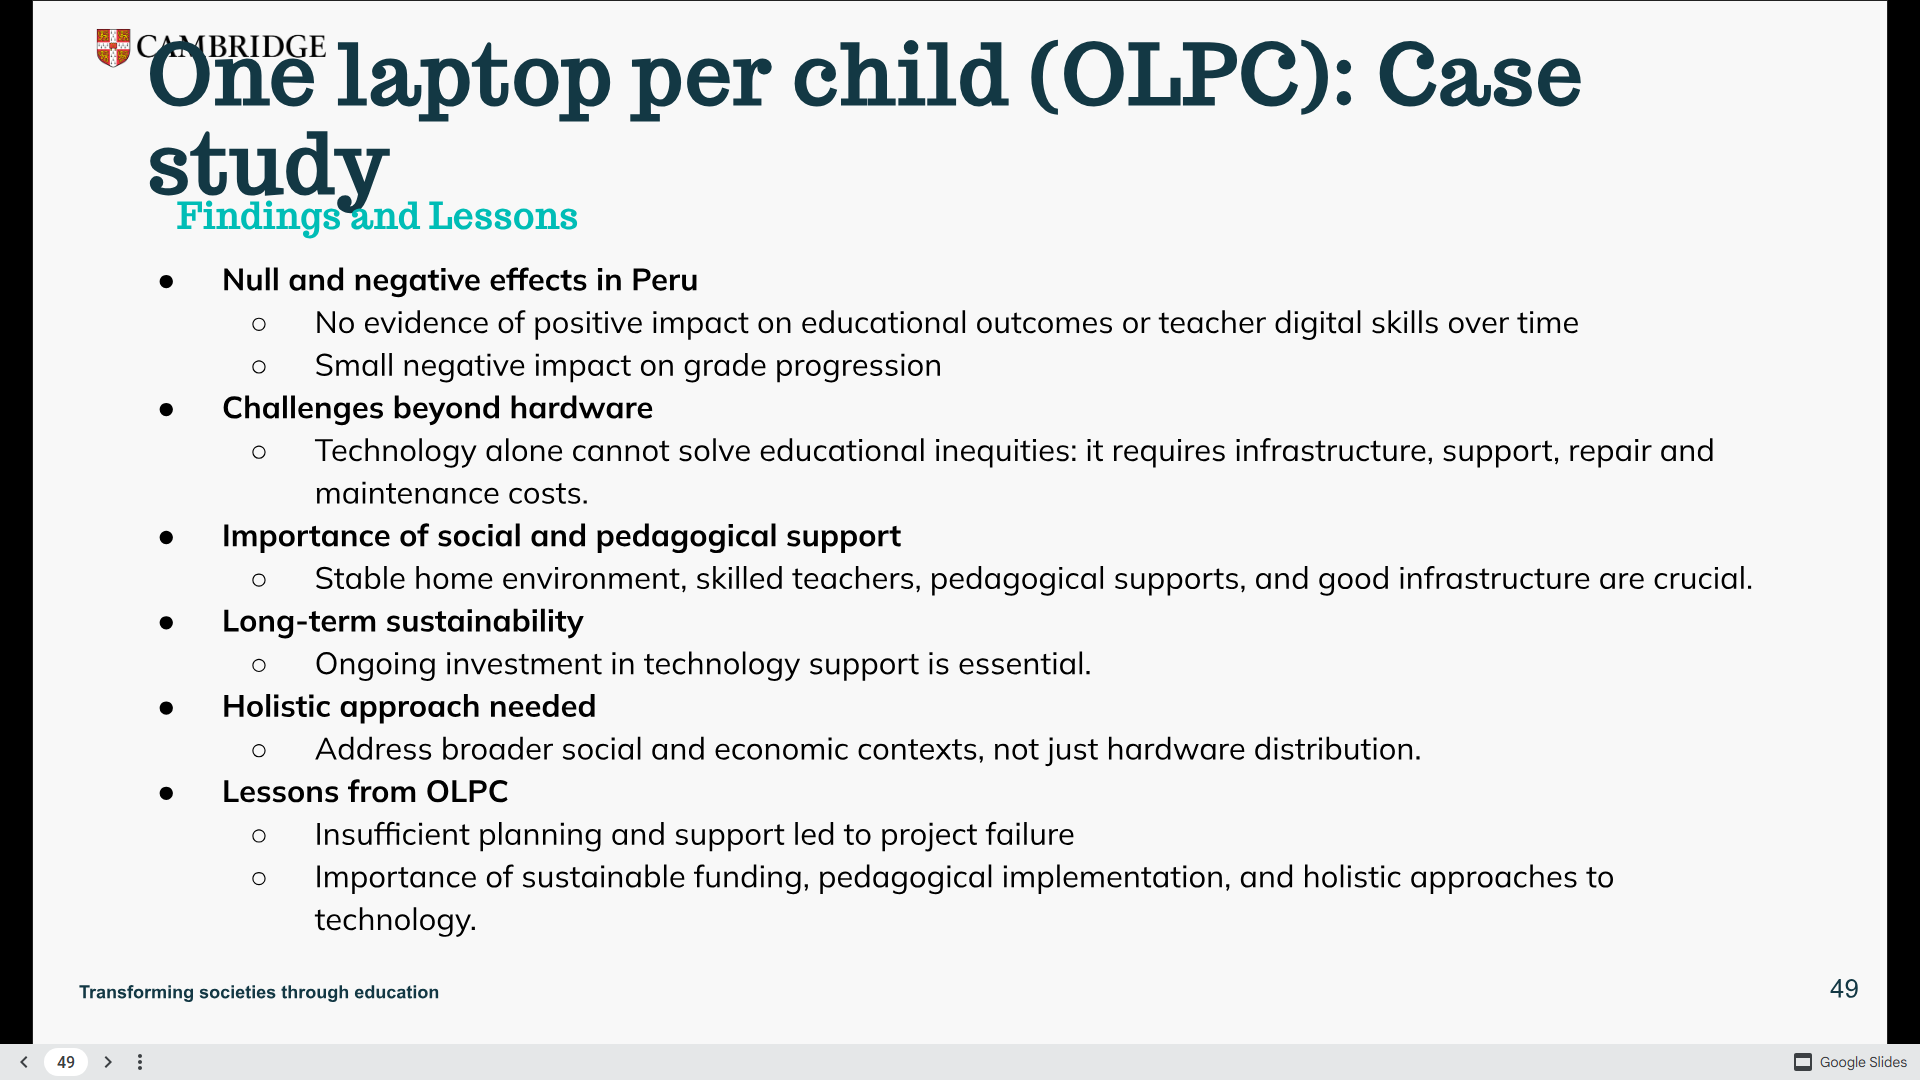 CAMBRIDGE
One laptop per child (OLPC): Case
study
Findings and Lessons
● Null and negative effects in Peru
○ No evidence of positive impact on educational outcomes or teacher digital skills over time
○ Small negative impact on grade progression
● Challenges beyond hardware
○ Technology alone cannot solve educational inequities: it requires infrastructure, support, repair and
maintenance costs.
● Importance of social and pedagogical support
○ Stable home environment, skilled teachers, pedagogical supports, and good infrastructure are crucial.
● Long-term sustainability
○ Ongoing investment in technology support is essential.
● Holistic approach needed
○ Address broader social and economic contexts, not just hardware distribution.
● Lessons from OLPC
○ Insufficient planning and support led to project failure
○ Importance of sustainable funding, pedagogical implementation, and holistic approaches to
technology.
Transforming societies through education
49
49
Google Slides